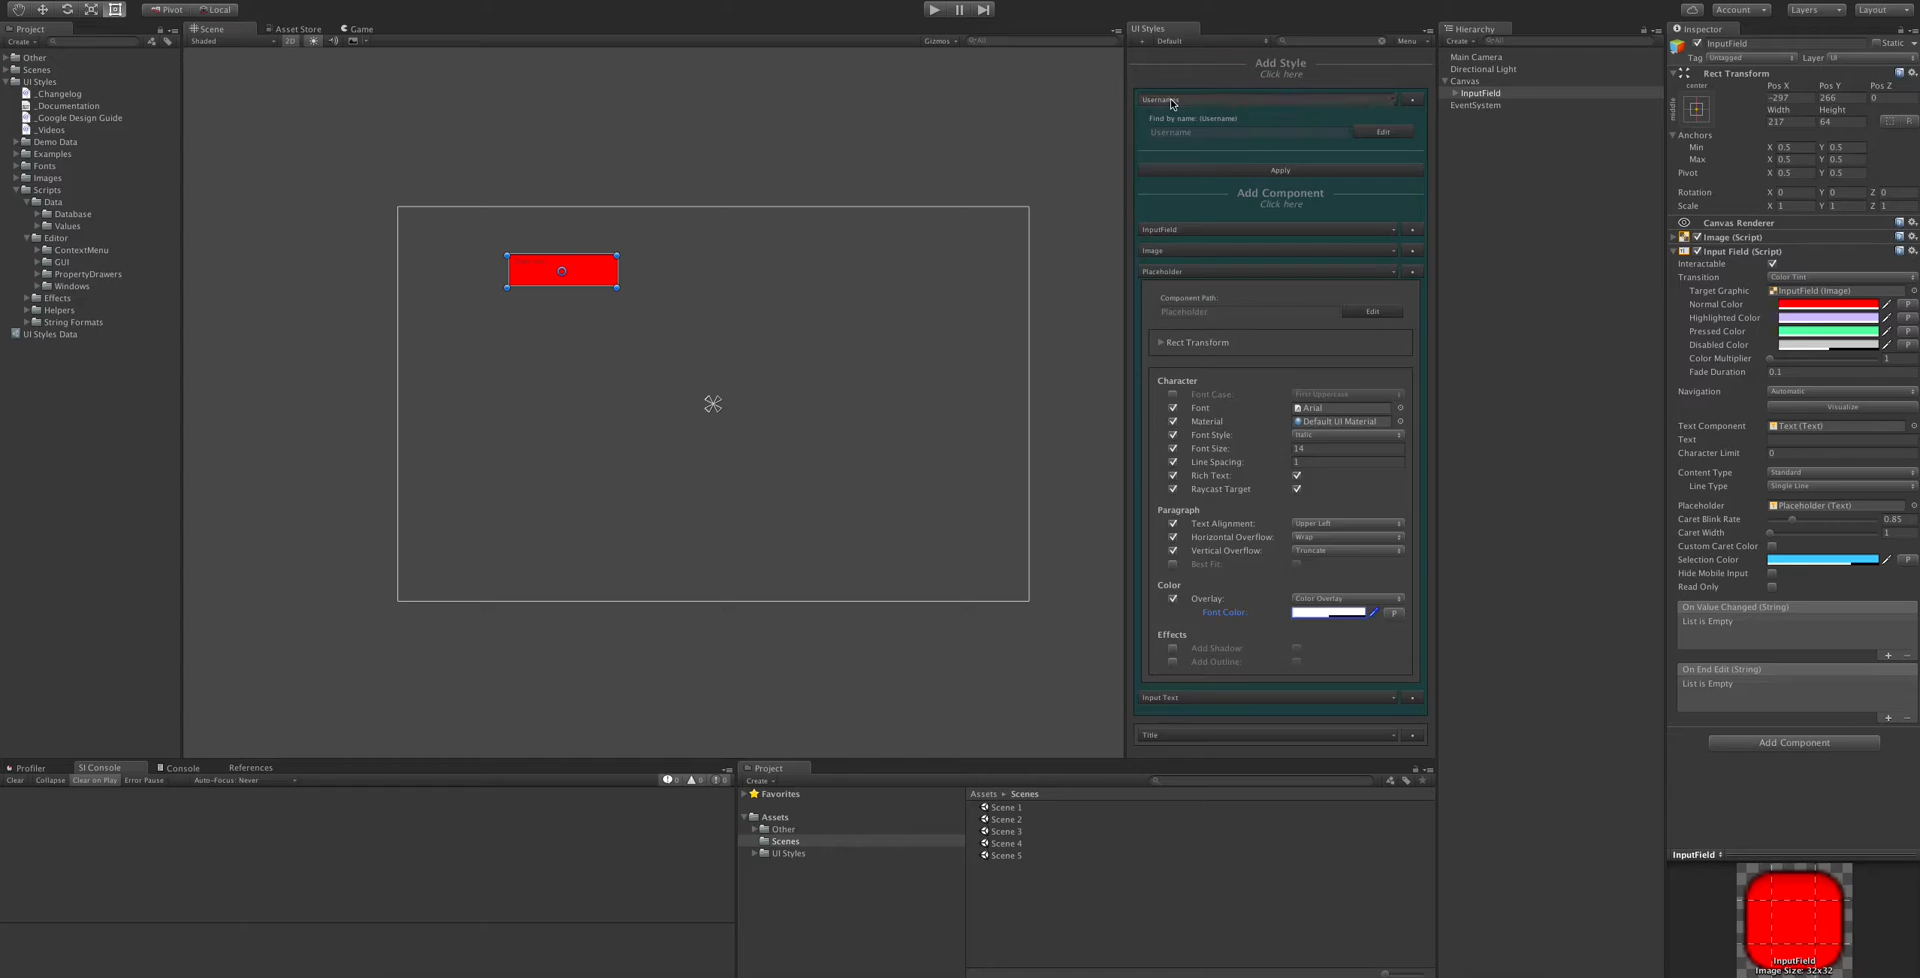 Pivot Local Account Layers Layout
Project
Create
Other
Scenes
UI Styles
_Changelog
_Documentation
_Google Design Guide
_Videos
Demo Data
Examples
Fonts
Images
Scripts
Data
Database
Values
Editor
ContextMenu
GUI
PropertyDrawers
Windows
Effects
Helpers
String Formats
UI Styles Data
Scene Asset Store Game
Shaded 2D Gizmos All
UI Styles
Default Menu
Add Style
Click here
Username
Find by name: (Username)
Username Edit
Apply
Add Component
Click here
InputField
Image
Placeholder
Component Path:
Placeholder Edit
Rect Transform
Character
Font Case: First Uppercase
Font Arial
Material Default UI Material
Font Style: Italic
Font Size: 14
Line Spacing: 1
Rich Text:
Raycast Target
Paragraph
Text Alignment: Upper Left
Horizontal Overflow: Wrap
Vertical Overflow: Truncate
Best Fit:
Color
Overlay: Color Overlay
Font Color: P
Effects
Add Shadow
Add Outline:
Input Text
Title
Hierarchy
Create All
Main Camera
Directional Light
Canvas
InputField
EventSystem
Inspector
InputField Static
Tag Untagged Layer UI
Rect Transform
center Pos X Pos Y Pos Z
middle -297 266 0
Width Height
217 64 R
Anchors
Min X 0.5 Y 0.5
Max X 0.5 Y 0.5
Pivot X 0.5 Y 0.5
Rotation X 0 Y 0 Z 0
Scale X 1 Y 1 Z 1
Canvas Renderer
Image (Script)
Input Field (Script)
Interactable
Transition Color Tint
Target Graphic InputField (Image)
Normal Color P
Highlighted Color P
Pressed Color P
Disabled Color P
Color Multiplier 1
Fade Duration 0.1
Navigation Automatic
Visualize
Text Component Text (Text)
Text
Character Limit 0
Content Type Standard
Line Type Single Line
Placeholder Placeholder (Text)
Caret Blink Rate 0.85
Caret Width 1
Custom Caret Color
Selection Color P
Hide Mobile Input
Read Only
On Value Changed (String)
List is Empty
On End Edit (String)
List is Empty
Add Component
InputField
InputField
Image Size: 32x32
Profiler SI Console Console References
Clear Collapse Clear on Play Error Pause Auto-Focus: Never 0 0 0
Project
Create
Favorites
Assets
Other
Scenes
UI Styles
Assets Scenes
Scene 1
Scene 2
Scene 3
Scene 4
Scene 5